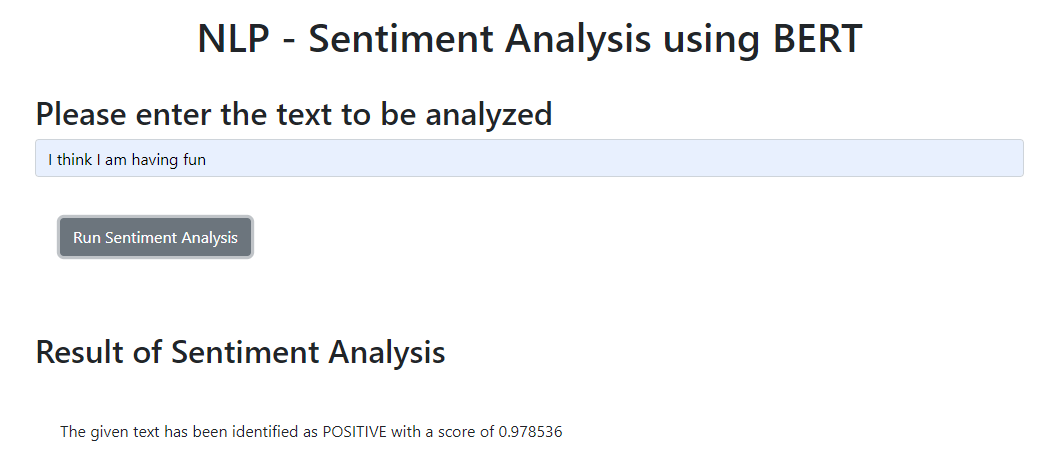 NLP - Sentiment Analysis using BERT
Please enter the text to be analyzed
I think I am having fun
Run Sentiment Analysis
Result of Sentiment Analysis
The given text has been identified as POSITIVE with a score of 0.978536